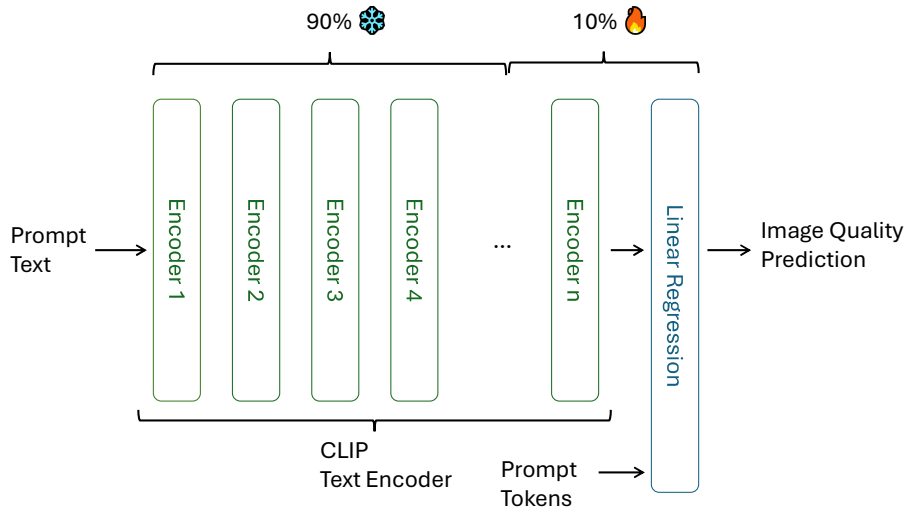 90% ❄
10% 🔥
Prompt
Text
Encoder 1
Encoder 2
Encoder 3
Encoder 4
...
Encoder n
Linear Regression
Image Quality
Prediction
CLIP
Text Encoder
Prompt
Tokens